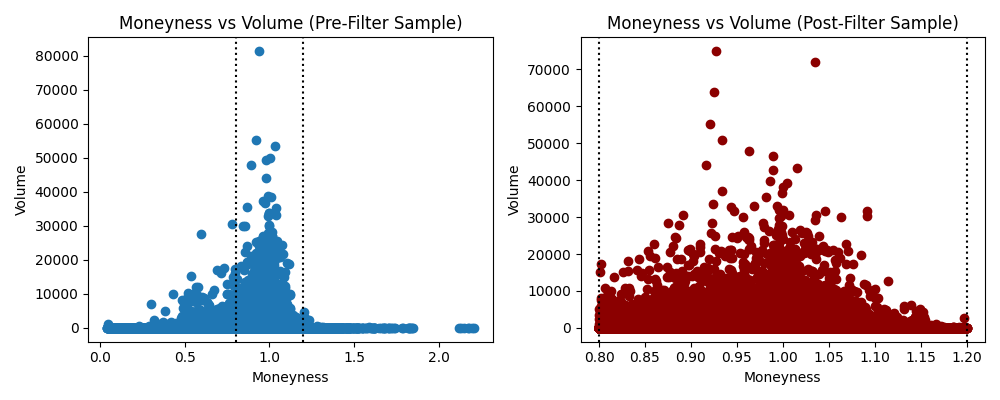 Moneyness vs Volume (Pre-Filter Sample)
80000
70000
60000
50000
40000
30000
20000
10000
0
Volume
0.0 0.5 1.0 1.5 2.0
Moneyness
Moneyness vs Volume (Post-Filter Sample)
70000
60000
50000
40000
30000
20000
10000
0
Volume
0.80 0.85 0.90 0.95 1.00 1.05 1.10 1.15 1.20
Moneyness